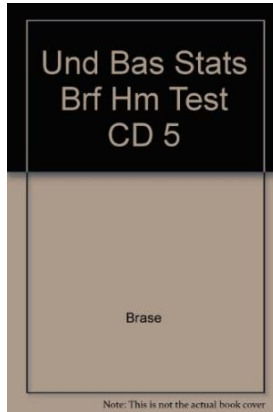 Und Bas Stats
Brf Hm Test
CD 5
Brase
Note: This is not the actual book cover